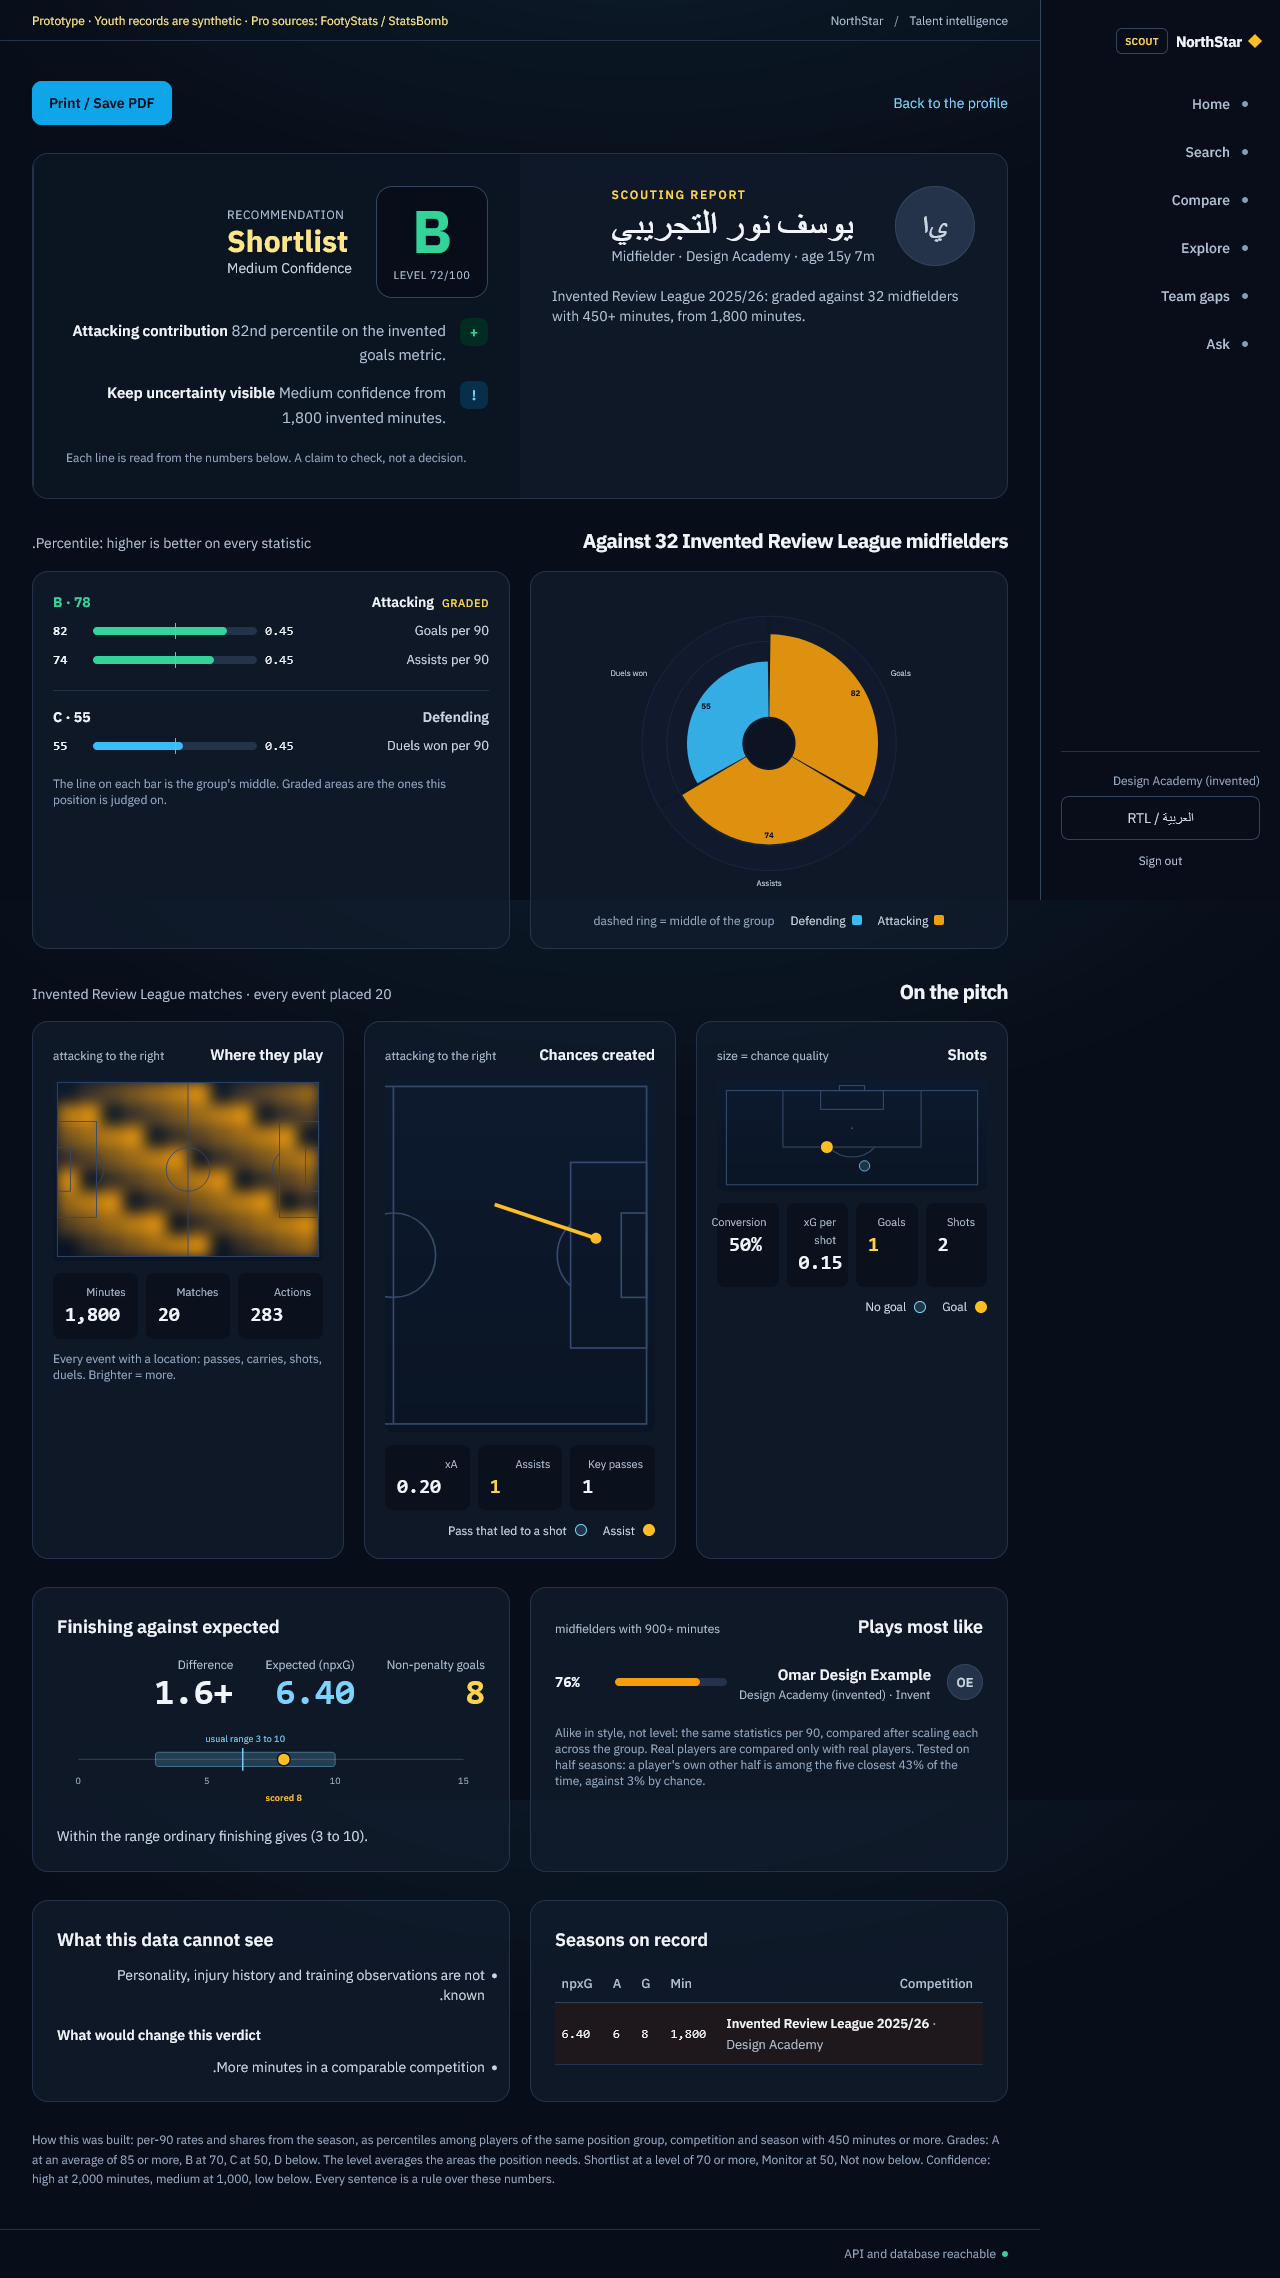 Prototype · Youth records are synthetic · Pro sources: FootyStats / StatsBomb
NorthStar / Talent intelligence
SCOUT NorthStar
Home
Search
Compare
Explore
Team gaps
Ask
Design Academy (invented)
RTL / العربية
Sign out
Print / Save PDF
Back to the profile
SCOUTING REPORT
يوسف نور التجريبي
Midfielder · Design Academy · age 15y 7m
ي‌ا
Invented Review League 2025/26: graded against 32 midfielders
with 450+ minutes, from 1,800 minutes.
RECOMMENDATION
Shortlist
Medium Confidence
B
LEVEL 72/100
Attacking contribution 82nd percentile on the invented
goals metric.
+
Keep uncertainty visible Medium confidence from
1,800 invented minutes.
!
Each line is read from the numbers below. A claim to check, not a decision.
Against 32 Invented Review League midfielders
.Percentile: higher is better on every statistic
Goals
82
Duels won
55
74
Assists
dashed ring = middle of the group
Defending
Attacking
B · 78
Attacking GRADED
82 0.45 Goals per 90
74 0.45 Assists per 90
C · 55
Defending
55 0.45 Duels won per 90
The line on each bar is the group's middle. Graded areas are the ones this
position is judged on.
On the pitch
Invented Review League matches · every event placed 20
Shots
size = chance quality
Conversion
50%
xG per
shot
0.15
Goals
1
Shots
2
No goal
Goal
Chances created
attacking to the right
xA
0.20
Assists
1
Key passes
1
Pass that led to a shot
Assist
Where they play
attacking to the right
Minutes
1,800
Matches
20
Actions
283
Every event with a location: passes, carries, shots,
duels. Brighter = more.
Plays most like
midfielders with 900+ minutes
76%
Omar Design Example
Design Academy (invented) · Invent
OE
Alike in style, not level: the same statistics per 90, compared after scaling each
across the group. Real players are compared only with real players. Tested on
half seasons: a player's own other half is among the five closest 43% of the
time, against 3% by chance.
Finishing against expected
Difference
1.6+
Expected (npxG)
6.40
Non-penalty goals
8
usual range 3 to 10
0 5 10 15
scored 8
Within the range ordinary finishing gives (3 to 10).
Seasons on record
npxG A G Min Competition
6.40 6 8 1,800 Invented Review League 2025/26 ·
Design Academy
What this data cannot see
Personality, injury history and training observations are not
.known
What would change this verdict
.More minutes in a comparable competition
How this was built: per-90 rates and shares from the season, as percentiles among players of the same position group, competition and season with 450 minutes or more. Grades: A
at an average of 85 or more, B at 70, C at 50, D below. The level averages the areas the position needs. Shortlist at a level of 70 or more, Monitor at 50, Not now below. Confidence:
high at 2,000 minutes, medium at 1,000, low below. Every sentence is a rule over these numbers.
API and database reachable